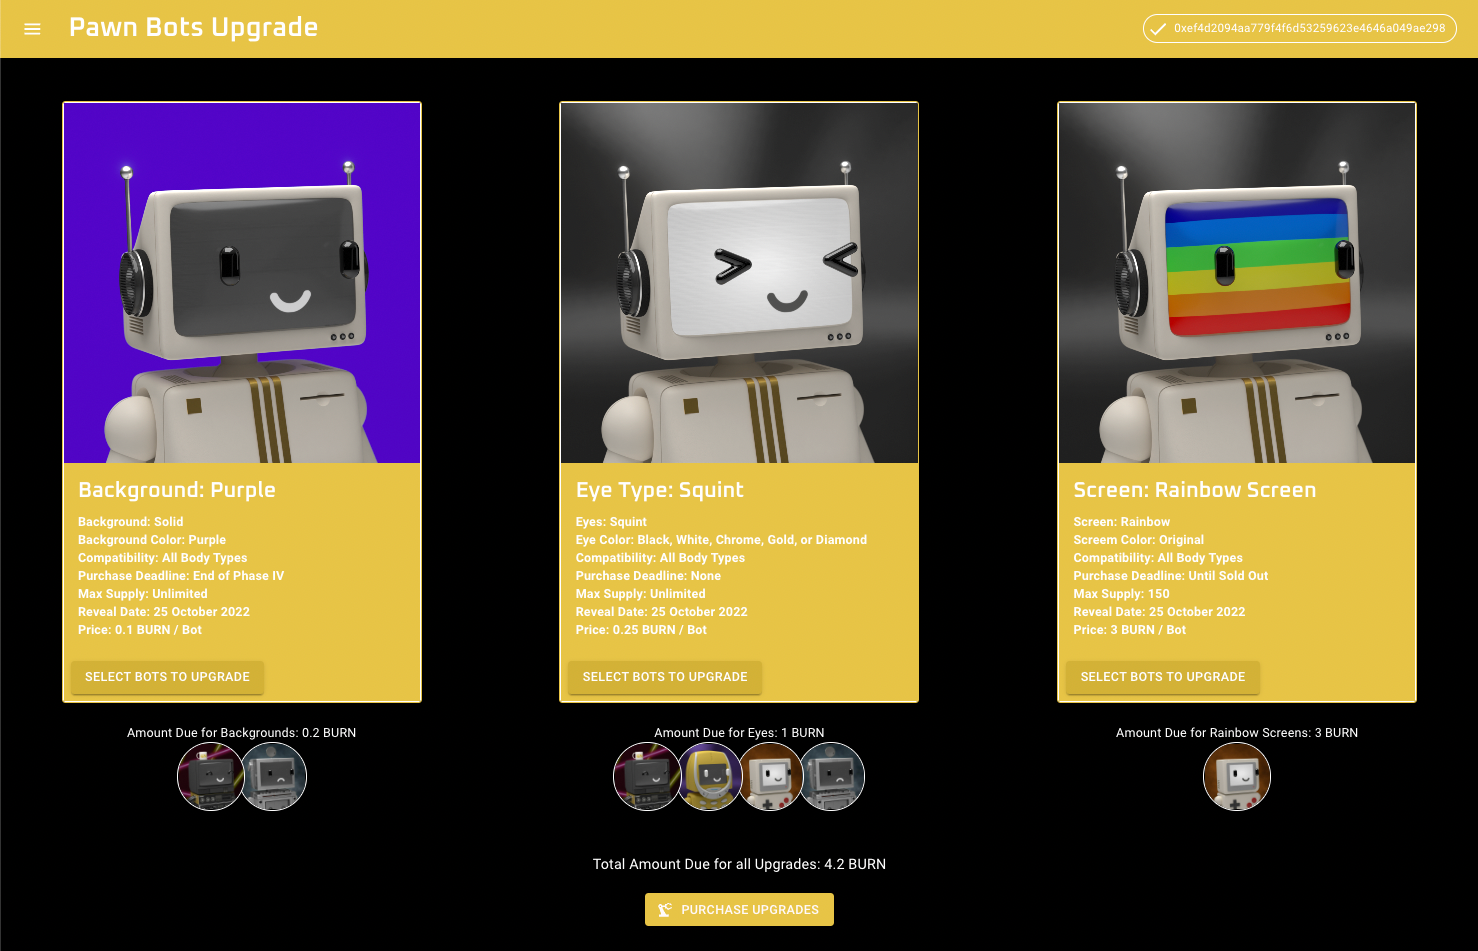 Pawn Bots Upgrade
0xef4d2094aa779f4f6d53259623e4646a049ae298
Background: Purple
Background: Solid
Background Color: Purple
Compatibility: All Body Types
Purchase Deadline: End of Phase IV
Max Supply: Unlimited
Reveal Date: 25 October 2022
Price: 0.1 BURN / Bot
SELECT BOTS TO UPGRADE
Amount Due for Backgrounds: 0.2 BURN
Eye Type: Squint
Eyes: Squint
Eye Color: Black, White, Chrome, Gold, or Diamond
Compatibility: All Body Types
Purchase Deadline: None
Max Supply: Unlimited
Reveal Date: 25 October 2022
Price: 0.25 BURN / Bot
SELECT BOTS TO UPGRADE
Amount Due for Eyes: 1 BURN
Screen: Rainbow Screen
Screen: Rainbow
Screem Color: Original
Compatibility: All Body Types
Purchase Deadline: Until Sold Out
Max Supply: 150
Reveal Date: 25 October 2022
Price: 3 BURN / Bot
SELECT BOTS TO UPGRADE
Amount Due for Rainbow Screens: 3 BURN
Total Amount Due for all Upgrades: 4.2 BURN
PURCHASE UPGRADES